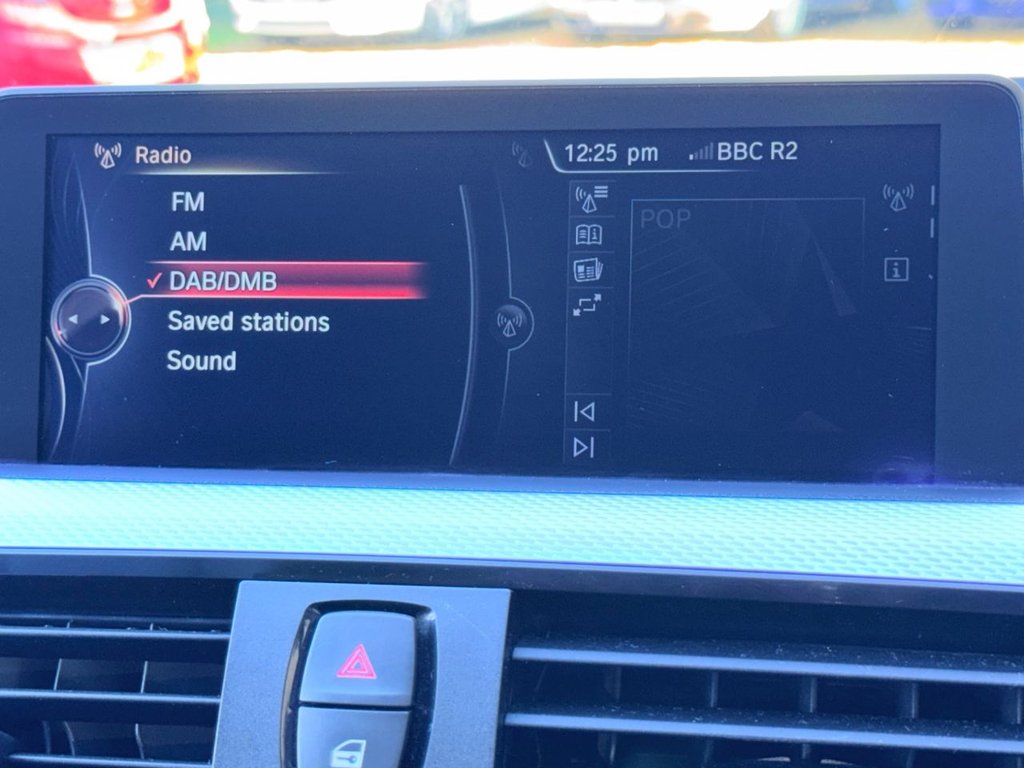 Radio
12:25 pm BBC R2
FM
AM
DAB/DMB
Saved stations
Sound
POP